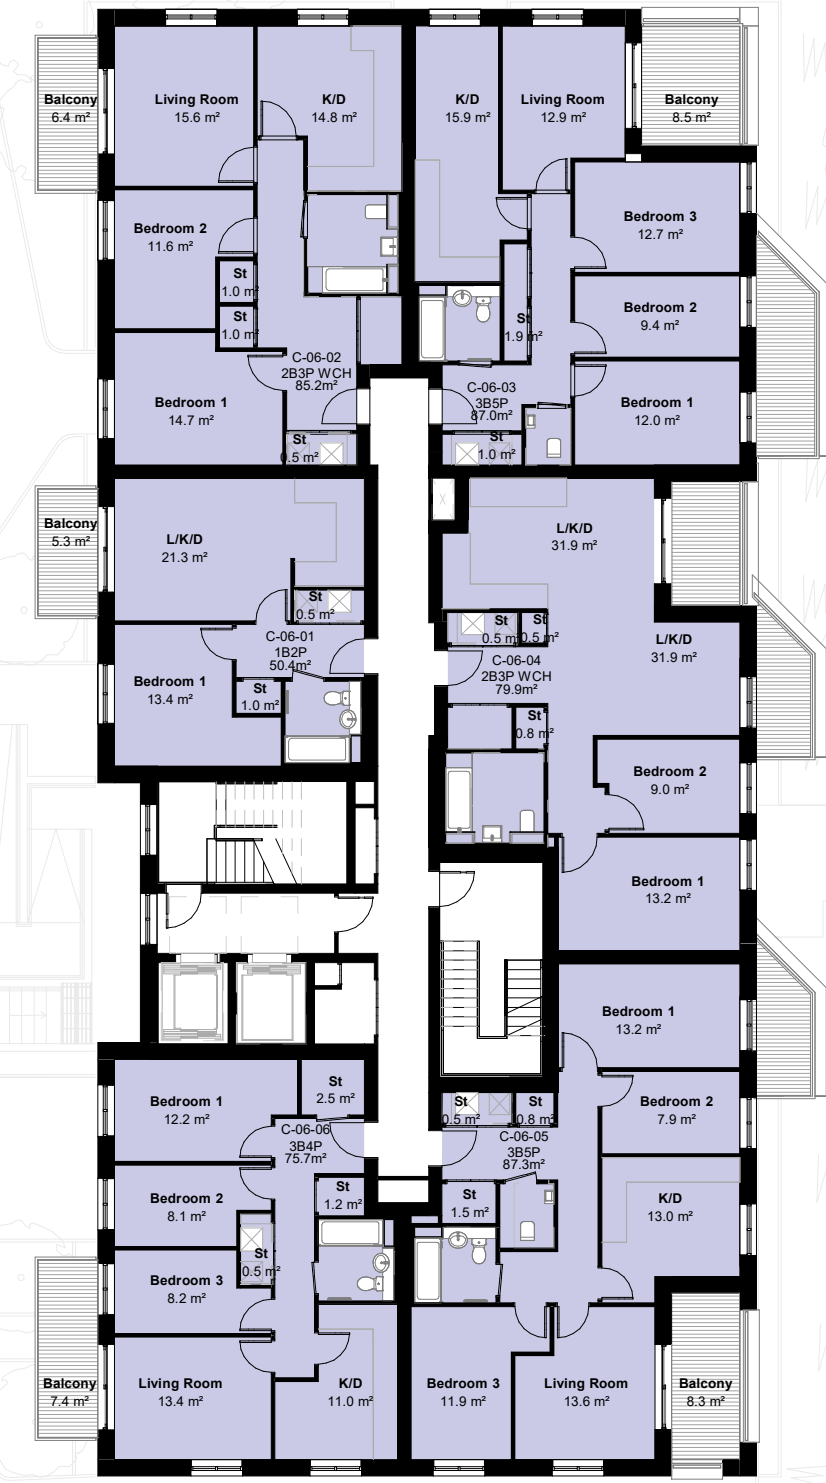 Balcony
6.4 m²
Living Room
15.6 m²
K/D
14.8 m²
K/D
15.9 m²
Living Room
12.9 m²
Balcony
8.5 m²
Bedroom 2
11.6 m²
St
1.0 m²
St
1.0 m²
Bedroom 1
14.7 m²
C-06-02
2B3P WCH
85.2m²
St
0.5 m²
Bedroom 3
12.7 m²
Bedroom 2
9.4 m²
St
1.9 m²
C-06-03
3B5P
87.0m²
Bedroom 1
12.0 m²
St
1.0 m²
Balcony
5.3 m²
L/K/D
21.3 m²
St
0.5 m²
C-06-01
1B2P
50.4m²
Bedroom 1
13.4 m²
St
1.0 m²
L/K/D
31.9 m²
St
0.5 m²
St
0.5 m²
L/K/D
31.9 m²
C-06-04
2B3P WCH
79.9m²
St
0.8 m²
Bedroom 2
9.0 m²
Bedroom 1
13.2 m²
Bedroom 1
13.2 m²
Bedroom 2
7.9 m²
St
0.5 m²
St
0.8 m²
C-06-05
3B5P
87.3m²
St
1.5 m²
K/D
13.0 m²
Bedroom 1
12.2 m²
St
2.5 m²
C-06-06
3B4P
75.7m²
Bedroom 2
8.1 m²
St
1.2 m²
St
0.5 m²
Bedroom 3
8.2 m²
Balcony
7.4 m²
Living Room
13.4 m²
K/D
11.0 m²
Bedroom 3
11.9 m²
Living Room
13.6 m²
Balcony
8.3 m²